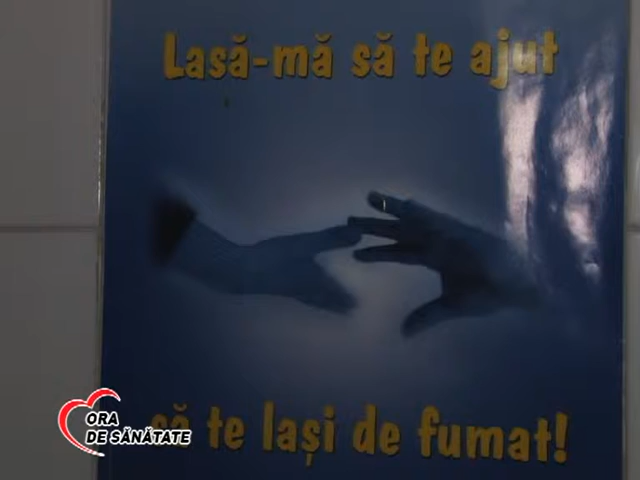 Lasă-mă să te ajut
să te lași de fumat!
ORA
DE SĂNĂTATE